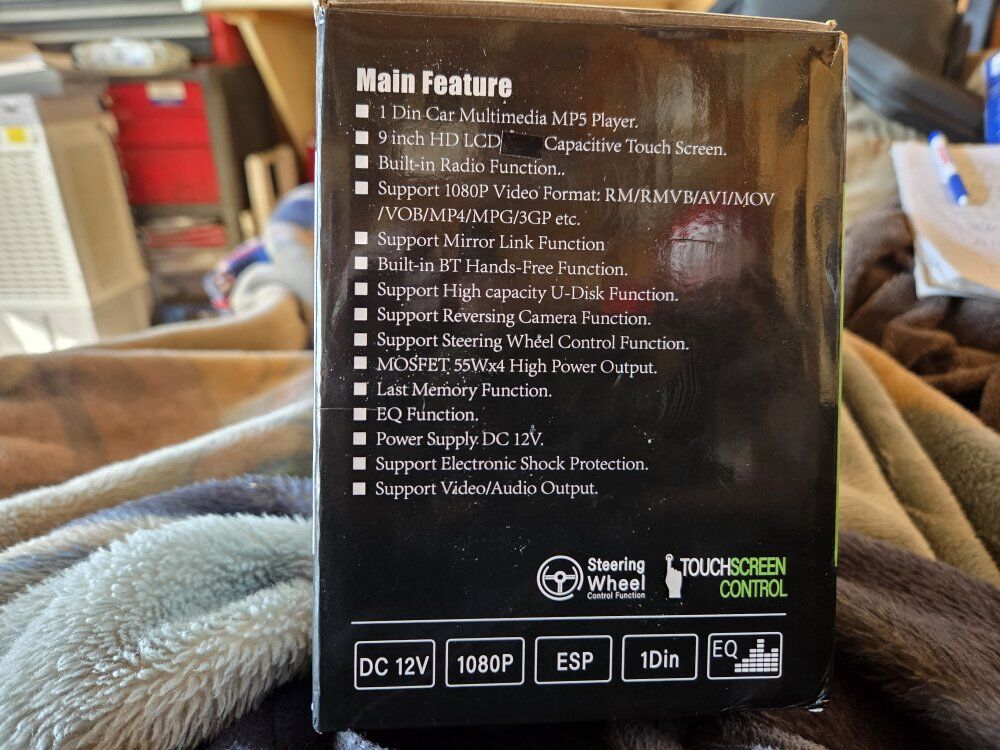 Main Feature
1 Din Car Multimedia MP5 Player.
9 inch HD LCD Capacitive Touch Screen.
Built-in Radio Function..
Support 1080P Video Format: RM/RMVB/AVI/MOV
/VOB/MP4/MPG/3GP etc.
Support Mirror Link Function
Built-in BT Hands-Free Function.
Support High capacity U-Disk Function.
Support Reversing Camera Function.
Support Steering Wheel Control Function.
MOSFET 55Wx4 High Power Output.
Last Memory Function.
EQ Function.
Power Supply DC 12V.
Support Electronic Shock Protection.
Support Video/Audio Output.
Steering
Wheel
Control Function
TOUCHSCREEN
CONTROL
DC 12V
1080P
ESP
1Din
EQ